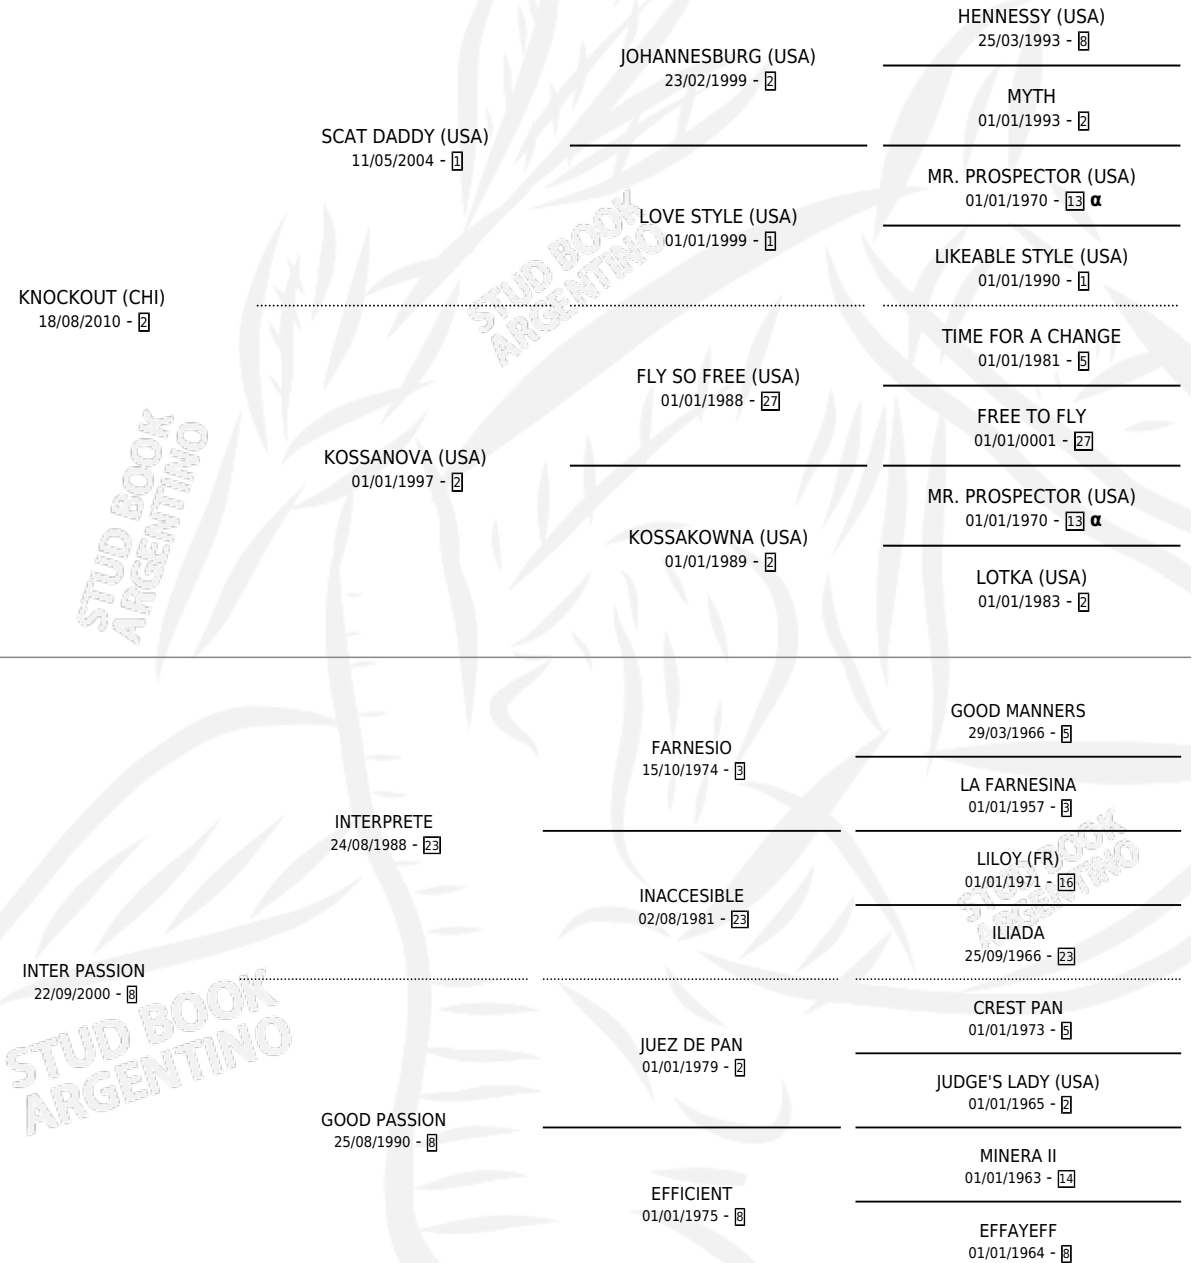 HENNESSY (USA)
25/03/1993 - 8
JOHANNESBURG (USA)
23/02/1999 - 2
MYTH
01/01/1993 - 2
SCAT DADDY (USA)
11/05/2004 - 1
MR. PROSPECTOR (USA)
01/01/1970 - 13 α
LOVE STYLE (USA)
01/01/1999 - 1
LIKEABLE STYLE (USA)
01/01/1990 - 1
KNOCKOUT (CHI)
18/08/2010 - 2
TIME FOR A CHANGE
01/01/1981 - 5
FLY SO FREE (USA)
01/01/1988 - 27
FREE TO FLY
01/01/0001 - 27
KOSSANOVA (USA)
01/01/1997 - 2
MR. PROSPECTOR (USA)
01/01/1970 - 13 α
KOSSAKOWNA (USA)
01/01/1989 - 2
LOTKA (USA)
01/01/1983 - 2
STUD BOOK
ARGENTINO
STUD BOOK
ARGENTINO
GOOD MANNERS
29/03/1966 - 5
FARNESIO
15/10/1974 - 3
LA FARNESINA
01/01/1957 - 3
INTERPRETE
24/08/1988 - 23
LILOY (FR)
01/01/1971 - 16
INACCESIBLE
02/08/1981 - 23
ILIADA
25/09/1966 - 23
INTER PASSION
22/09/2000 - 8
CREST PAN
01/01/1973 - 5
JUEZ DE PAN
01/01/1979 - 2
JUDGE'S LADY (USA)
01/01/1965 - 2
GOOD PASSION
25/08/1990 - 8
MINERA II
01/01/1963 - 14
EFFICIENT
01/01/1975 - 8
EFFAYEFF
01/01/1964 - 8
STUD BOOK
ARGENTINO
STUD BOOK
ARGENTINO